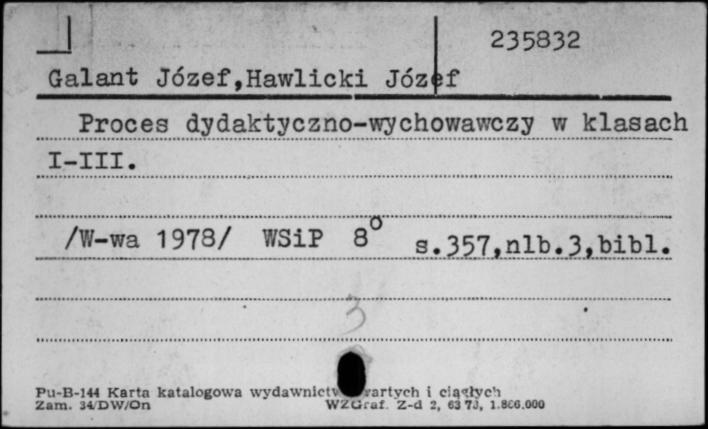 235832
Galant Józef,Hawlicki Józef
Proces dydaktyczno-wychowawczy w klasach
I-III.
/W-wa 1978/ WSiP 8° s.357,nlb.3,bibl.
3
Pu-B-144 Karta katalogowa wydawnictw zwartych i ciągłych
Zam. 34/DW/On WZGraf. Z-d 2, 63 73, 1.866.000